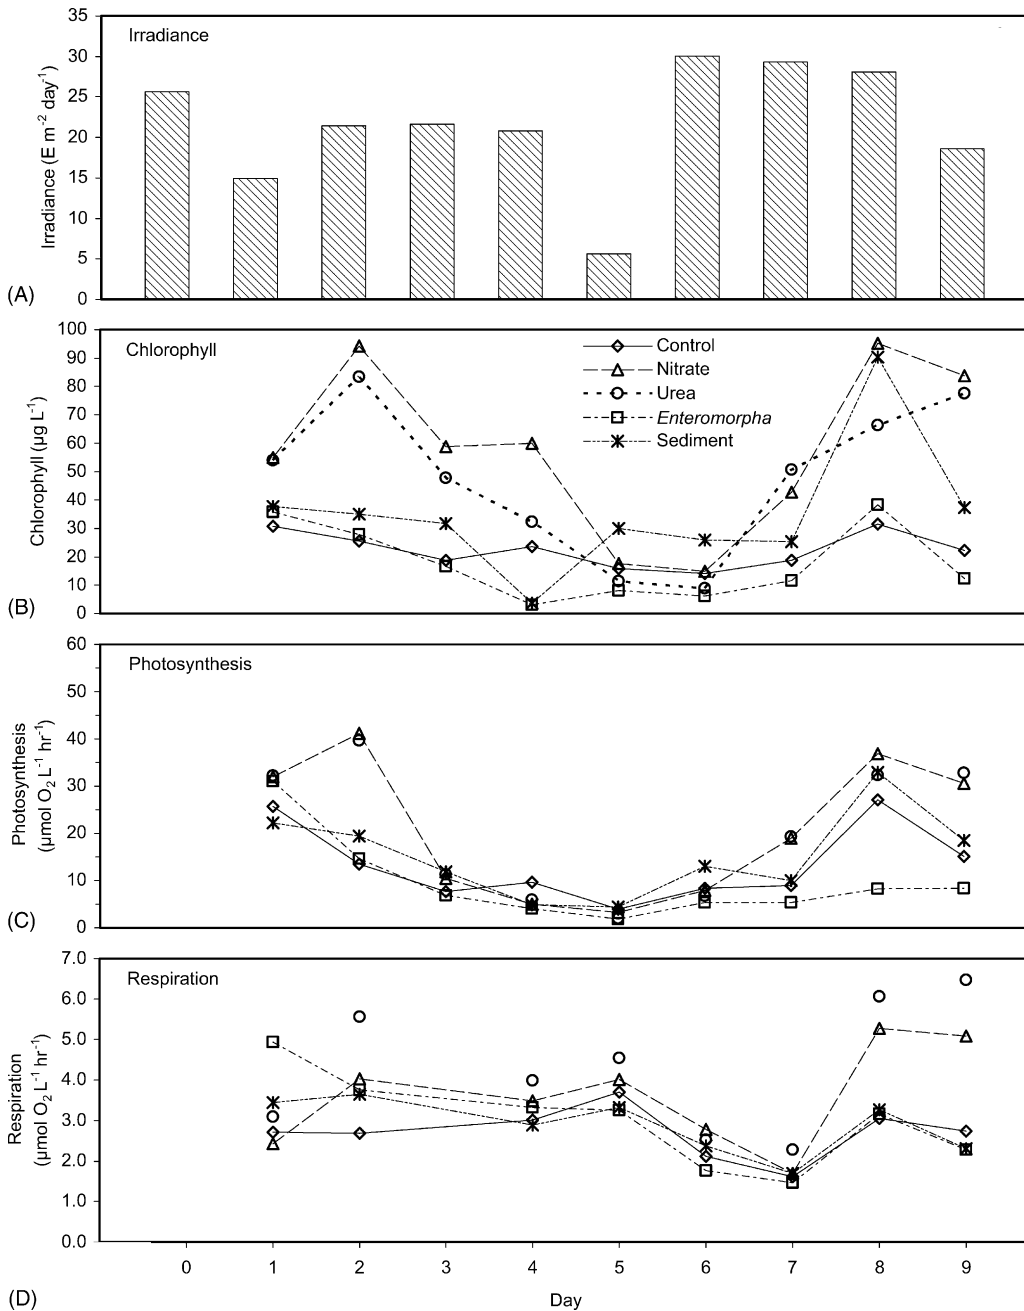 Irradiance
Irradiance (E m⁻² day⁻¹)
35
30
25
20
15
10
5
0
(A)
Chlorophyll
Chlorophyll (µg L⁻¹)
100
90
80
70
60
50
40
30
20
10
0
Control
Nitrate
Urea
Enteromorpha
Sediment
(B)
Photosynthesis
Photosynthesis
(µmol O₂ L⁻¹ hr⁻¹)
60
50
40
30
20
10
0
(C)
Respiration
Respiration
(µmol O₂ L⁻¹ hr⁻¹)
7.0
6.0
5.0
4.0
3.0
2.0
1.0
0.0
0 1 2 3 4 5 6 7 8 9
(D)
Day